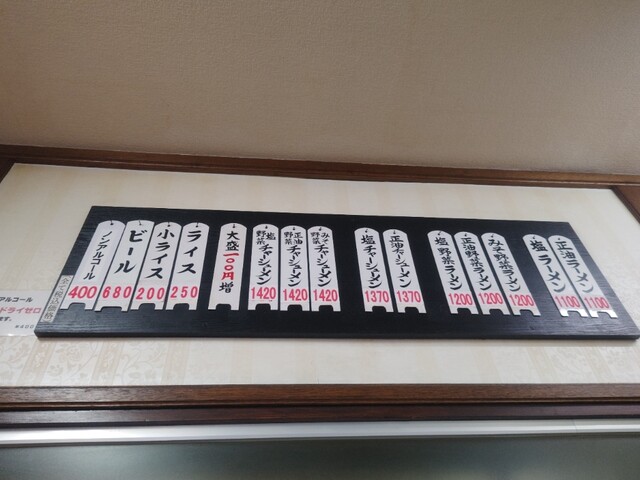 正油ラーメン
1100
塩ラーメン
1100
みそ野菜ラーメン
1200
正油野菜ラーメン
1200
塩野菜ラーメン
1200
正油チャーシューメン
1370
塩チャーシューメン
1370
みそ野菜チャーシューメン
1420
正油野菜チャーシューメン
1420
塩野菜チャーシューメン
1420
大盛一〇〇円増
ライス
250
小ライス
200
ビール
680
ノンアルコール
400
アルコール
ドライゼロ
¥400